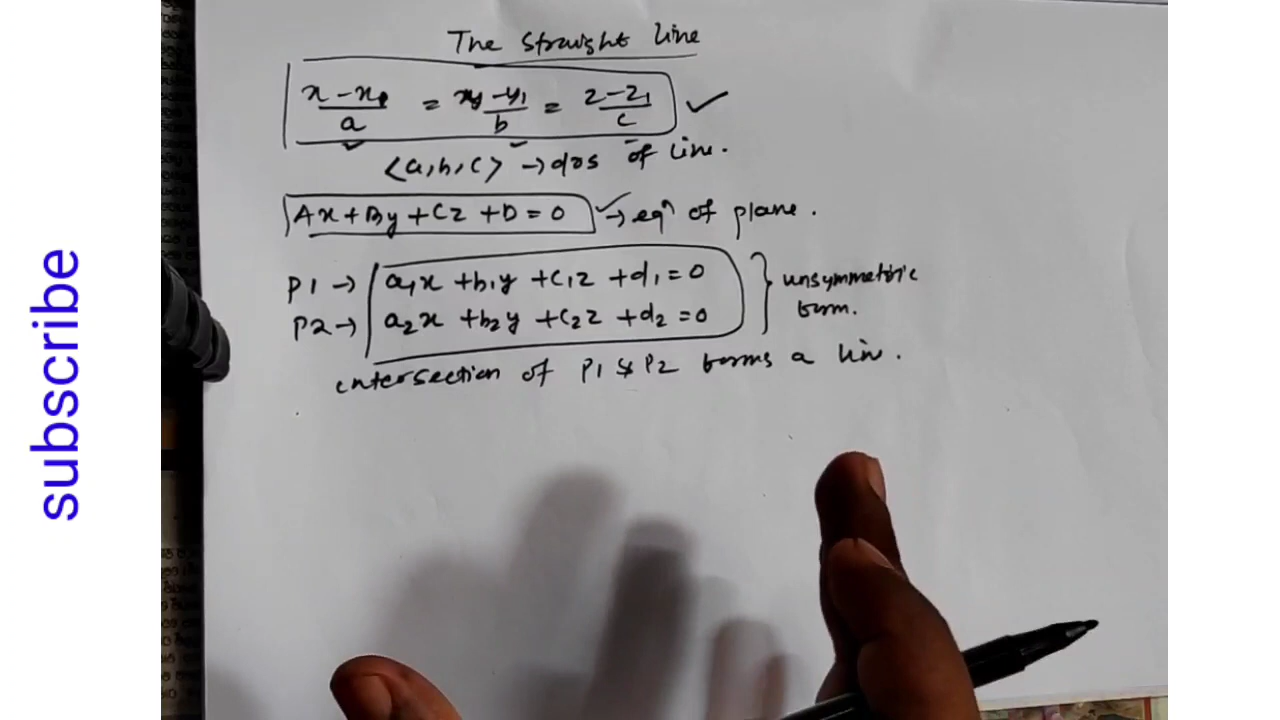 The straight line
x - x₁/a = y - y₁/b = z - z₁/c
<a, b, c> → drs of line.
Ax + By + Cz + D = 0 → eqⁿ of plane.
P1 → a₁x + b₁y + c₁z + d₁ = 0
P2 → a₂x + b₂y + c₂z + d₂ = 0
unsymmetric
form.
intersection of P1 & P2 forms a line.
subscribe